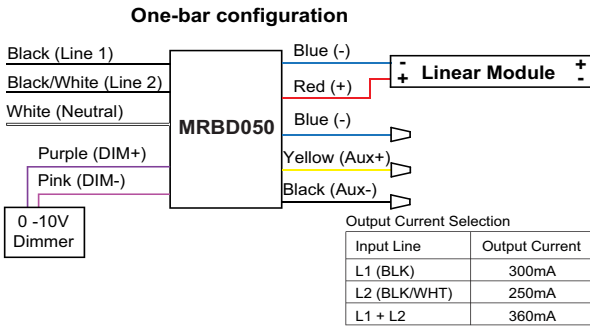 One-bar configuration
Black (Line 1)
Black/White (Line 2)
White (Neutral)
Purple (DIM+)
Pink (DIM-)
0 -10V
Dimmer
MRBD050
Blue (-)
Red (+)
Blue (-)
Yellow (Aux+)
Black (Aux-)
- Linear Module +
+ -
Output Current Selection
Input Line Output Current
L1 (BLK) 300mA
L2 (BLK/WHT) 250mA
L1 + L2 360mA